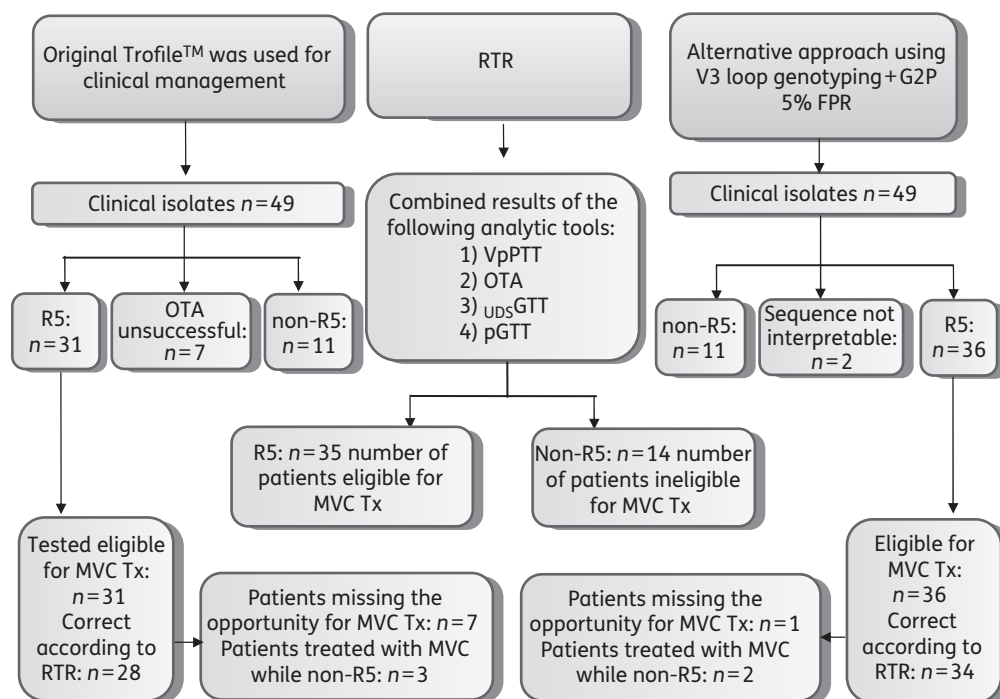 Original Trofile™ was used for
clinical management
RTR
Alternative approach using
V3 loop genotyping+G2P
5% FPR
Clinical isolates n=49
Combined results of the
following analytic tools:
1) VpPTT
2) OTA
3) UDSGTT
4) pGTT
Clinical isolates n=49
R5:
n=31
OTA
unsuccessful:
n=7
non-R5:
n=11
non-R5:
n=11
Sequence not
interpretable:
n=2
R5:
n=36
R5: n=35 number of
patients eligible for
MVC Tx
Non-R5: n=14 number
of patients ineligible
for MVC Tx
Tested eligible
for MVC Tx:
n=31
Correct
according to
RTR: n=28
Patients missing the
opportunity for MVC Tx: n=7
Patients treated with MVC
while non-R5: n=3
Patients missing the
opportunity for MVC Tx: n=1
Patients treated with MVC
while non-R5: n=2
Eligible for
MVC Tx:
n=36
Correct
according to
RTR: n=34